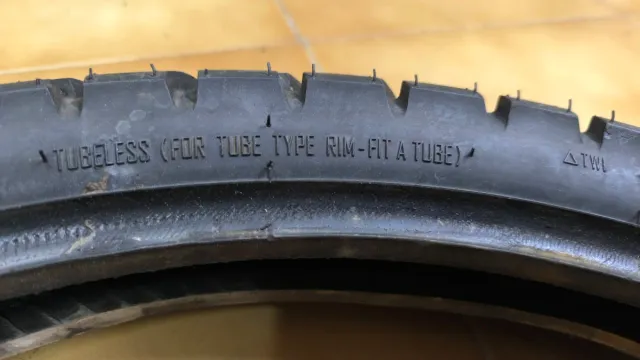 TUBELESS (FOR TUBE TYPE RIM-FIT A TUBE)
△TWI